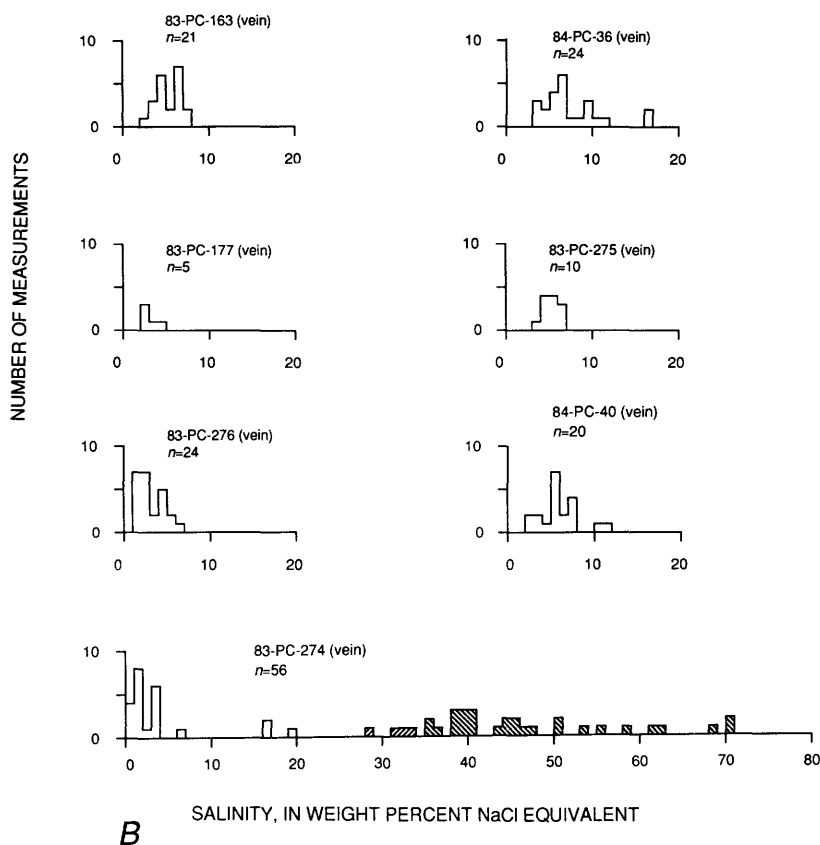 83-PC-163 (vein)
n=21
10
0
0
10
20
84-PC-36 (vein)
n=24
10
0
0
10
20
NUMBER OF MEASUREMENTS
83-PC-177 (vein)
n=5
10
0
0
10
20
83-PC-275 (vein)
n=10
10
0
0
10
20
83-PC-276 (vein)
n=24
10
0
0
10
20
84-PC-40 (vein)
n=20
10
0
0
10
20
83-PC-274 (vein)
n=56
10
0
0
10
20
30
40
50
60
70
80
SALINITY, IN WEIGHT PERCENT NaCl EQUIVALENT
B